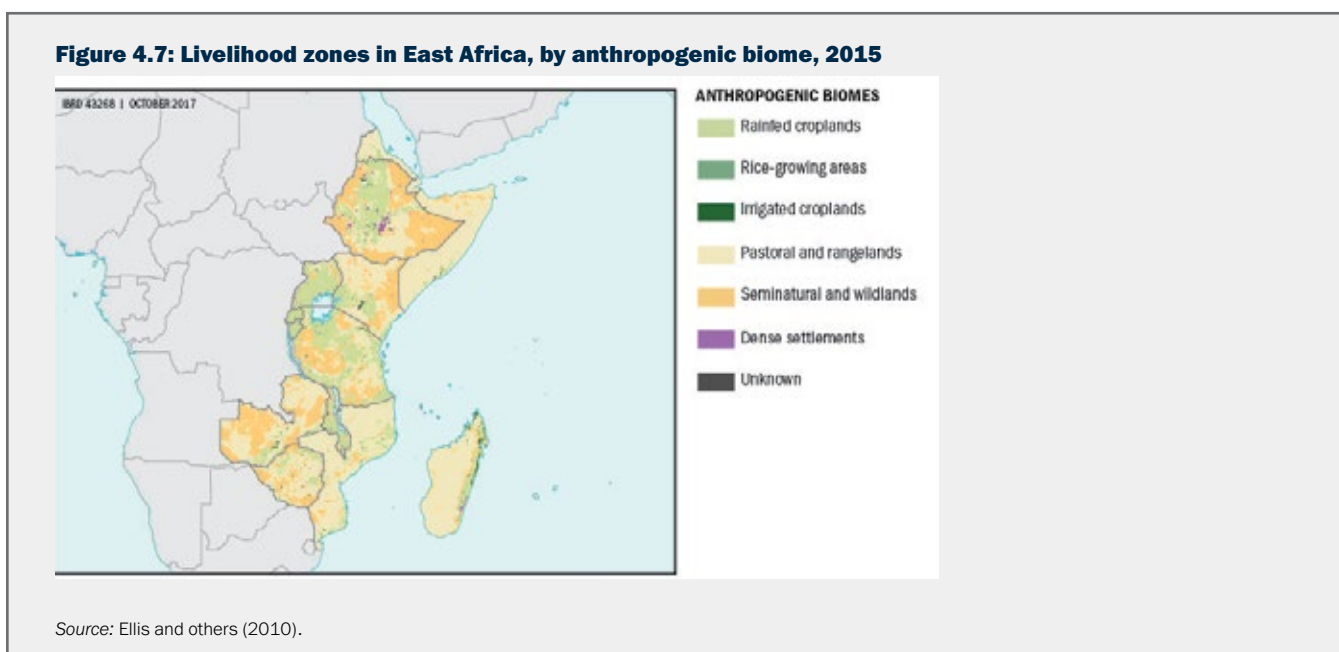 Figure 4.7: Livelihood zones in East Africa, by anthropogenic biome, 2015
IBRD 43268 | OCTOBER 2017
ANTHROPOGENIC BIOMES
Rainfed croplands
Rice-growing areas
Irrigated croplands
Pastoral and rangelands
Seminatural and wildlands
Dense settlements
Unknown
Source: Ellis and others (2010).